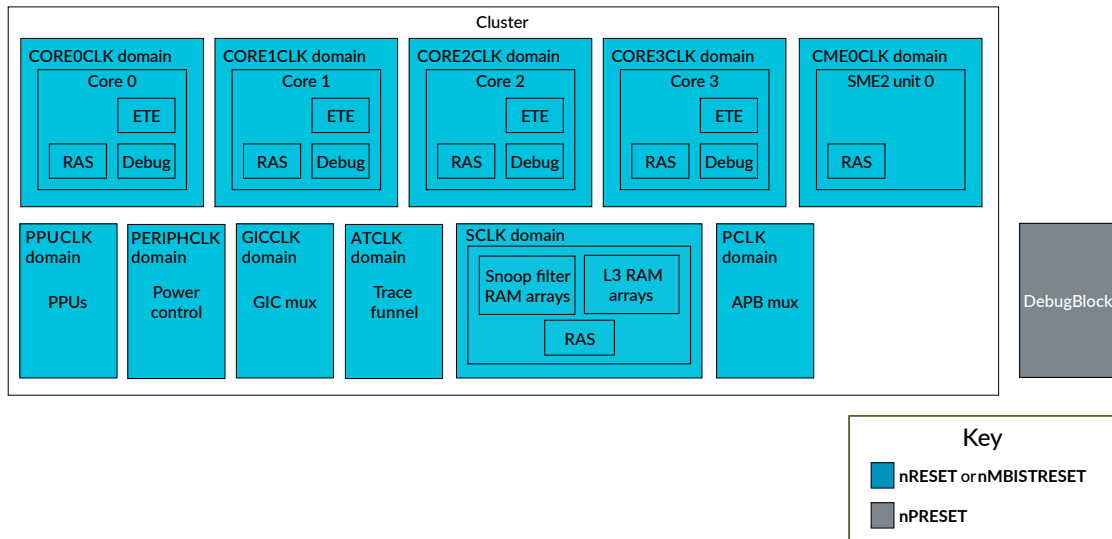 Cluster
CORE0CLK domain
Core 0
ETE
RAS
Debug
CORE1CLK domain
Core 1
ETE
RAS
Debug
CORE2CLK domain
Core 2
ETE
RAS
Debug
CORE3CLK domain
Core 3
ETE
RAS
Debug
CME0CLK domain
SME2 unit 0
RAS
PPUCLK
domain
PPUs
PERIPHCLK
domain
Power
control
GICCLK
domain
GIC mux
ATCLK
domain
Trace
funnel
SCLK domain
Snoop filter
RAM arrays
L3 RAM
arrays
RAS
PCLK
domain
APB mux
DebugBlock
Key
nRESET or nMBISTRESET
nPRESET